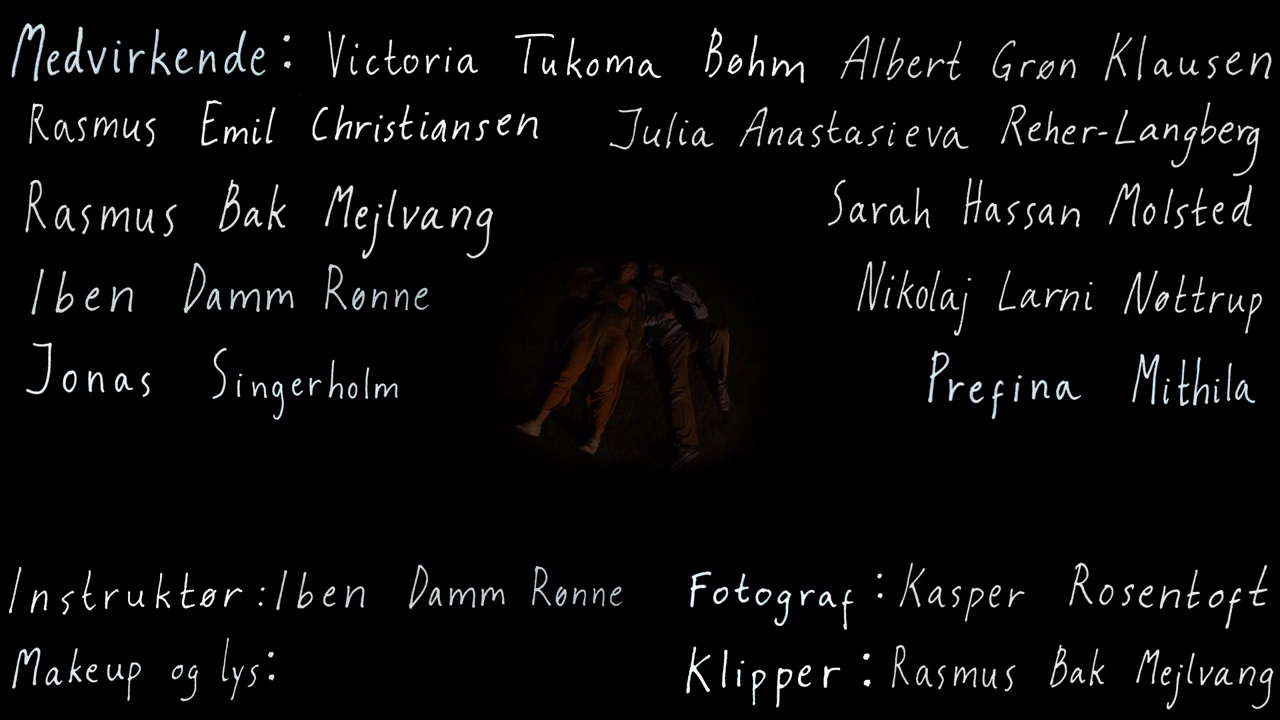 Medvirkende: Victoria Tukoma Bøhm Albert Grøn Klausen
Rasmus Emil Christiansen Julia Anastasieva Reher-Langberg
Rasmus Bak Mejlvang Sarah Hassan Molsted
Iben Damm Rønne Nikolaj Larni Nøttrup
Jonas Singerholm Prefina Mithila
Instruktør: Iben Damm Rønne Fotograf: Kasper Rosentoft
Makeup og lys: Klipper: Rasmus Bak Mejlvang